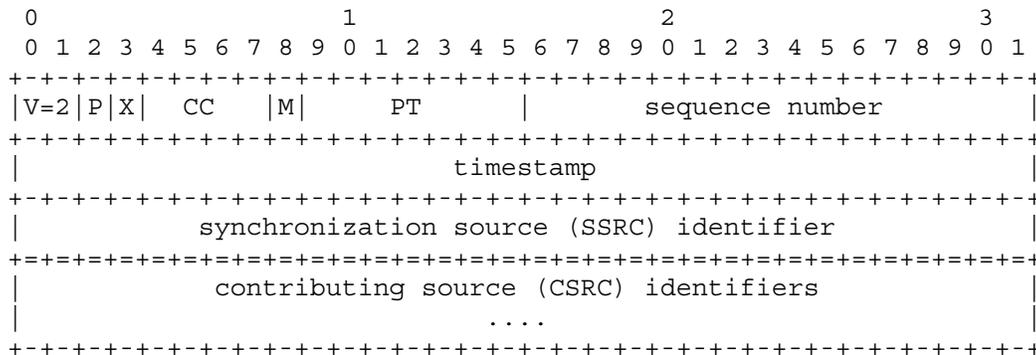 0                   1                   2                   3
 0 1 2 3 4 5 6 7 8 9 0 1 2 3 4 5 6 7 8 9 0 1 2 3 4 5 6 7 8 9 0 1
+-+-+-+-+-+-+-+-+-+-+-+-+-+-+-+-+-+-+-+-+-+-+-+-+-+-+-+-+-+-+-+-+
|V=2|P|X|  CC   |M|     PT      |       sequence number         |
+-+-+-+-+-+-+-+-+-+-+-+-+-+-+-+-+-+-+-+-+-+-+-+-+-+-+-+-+-+-+-+-+
|                           timestamp                           |
+-+-+-+-+-+-+-+-+-+-+-+-+-+-+-+-+-+-+-+-+-+-+-+-+-+-+-+-+-+-+-+-+
|           synchronization source (SSRC) identifier            |
+=+=+=+=+=+=+=+=+=+=+=+=+=+=+=+=+=+=+=+=+=+=+=+=+=+=+=+=+=+=+=+=+
|            contributing source (CSRC) identifiers             |
|                             ....                              |
+-+-+-+-+-+-+-+-+-+-+-+-+-+-+-+-+-+-+-+-+-+-+-+-+-+-+-+-+-+-+-+-+